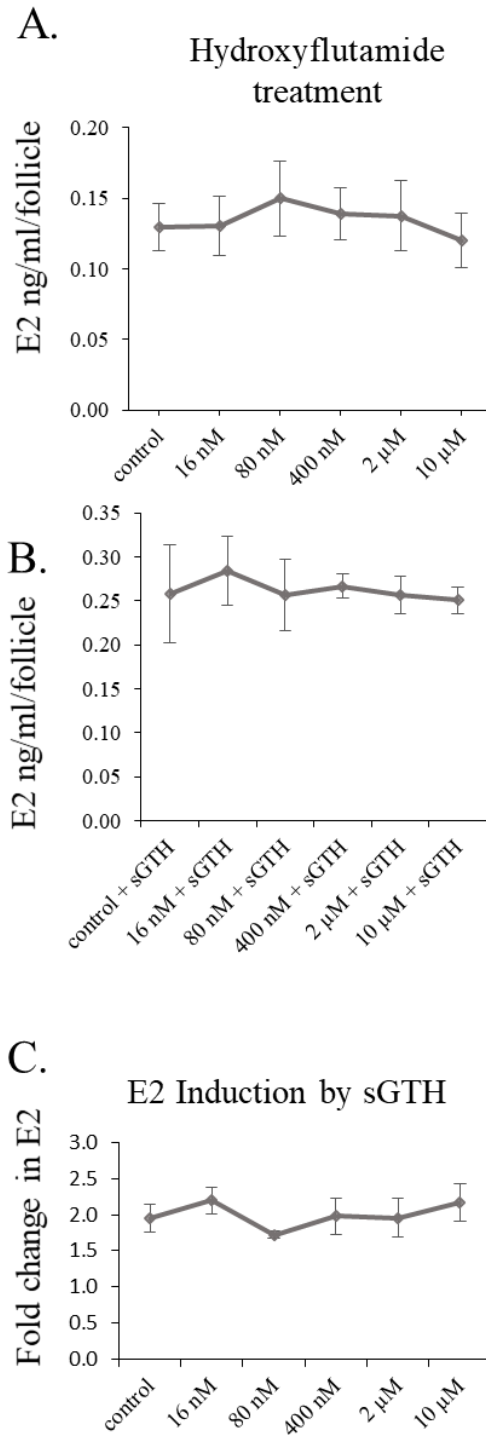 A.
Hydroxyflutamide
treatment
E2 ng/ml/follicle
0.20
0.15
0.10
0.05
0.00
control
16 nM
80 nM
400 nM
2 µM
10 µM
B.
E2 ng/ml/follicle
0.35
0.30
0.25
0.20
0.15
0.10
0.05
0.00
control + sGTH
16 nM + sGTH
80 nM + sGTH
400 nM + sGTH
2 µM + sGTH
10 µM + sGTH
C.
E2 Induction by sGTH
Fold change in E2
3.0
2.5
2.0
1.5
1.0
0.5
0.0
control
16 nM
80 nM
400 nM
2 µM
10 µM